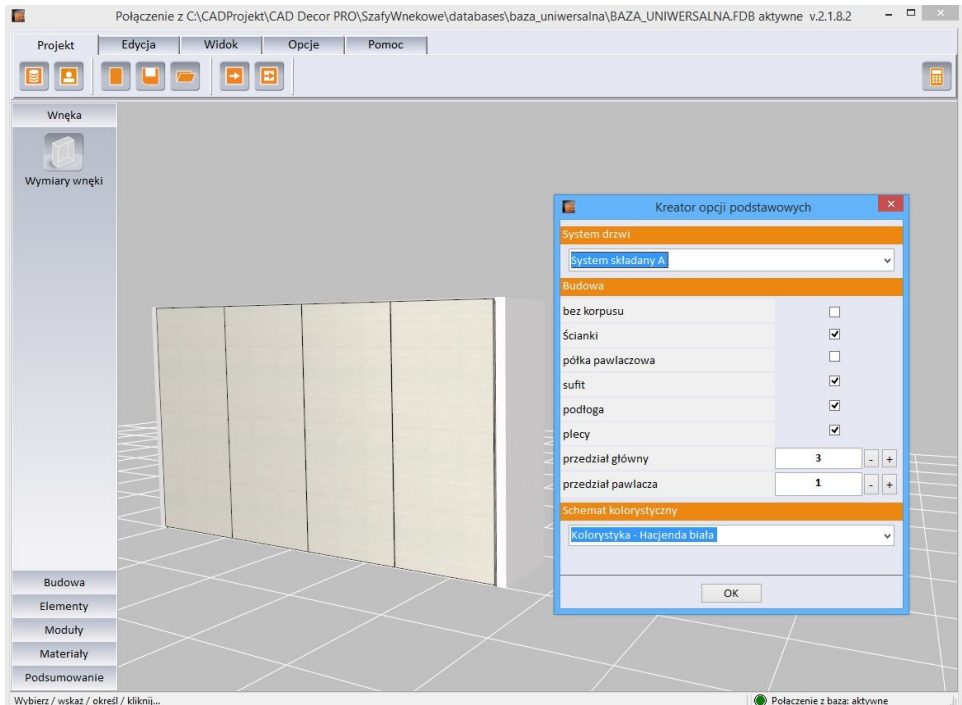 Połączenie z C:\CADProjekt\CAD Decor PRO\SzafyWnekowe\databases\baza_uniwersalna\BAZA_UNIWERSALNA.FDB aktywne v.2.1.8.2
Projekt Edycja Widok Opcje Pomoc
Wnęka
Wymiary wnęki
Kreator opcji podstawowych
System drzwi
System składany A
Budowa
bez korpusu
Ścianki
półka pawlaczowa
sufit
podłoga
plecy
przedział główny 3 - +
przedział pawlacza 1 - +
Schemat kolorystyczny
Kolorystyka - Hacjenda biała
OK
Budowa
Elementy
Moduły
Materiały
Podsumowanie
Wybierz / wskaż / określ / kliknij...
Połaczenie z baza: aktywne